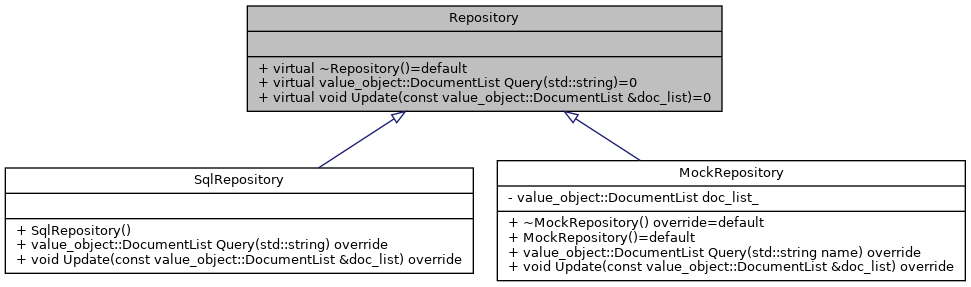 Repository
+ virtual ~Repository()=default
+ virtual value_object::DocumentList Query(std::string)=0
+ virtual void Update(const value_object::DocumentList &doc_list)=0
SqlRepository
+ SqlRepository()
+ value_object::DocumentList Query(std::string) override
+ void Update(const value_object::DocumentList &doc_list) override
MockRepository
- value_object::DocumentList doc_list_
+ ~MockRepository() override=default
+ MockRepository()=default
+ value_object::DocumentList Query(std::string name) override
+ void Update(const value_object::DocumentList &doc_list) override